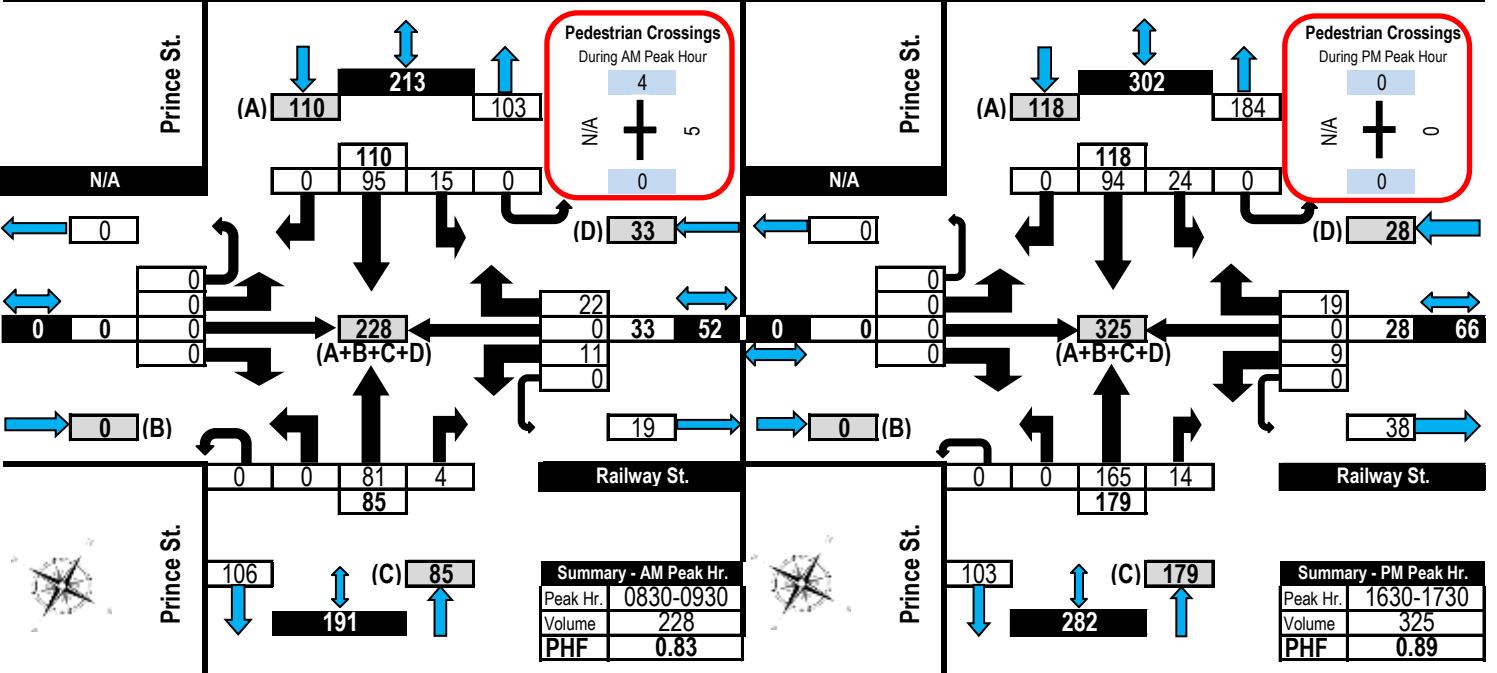 Prince St.
213
(A) 110
103
Pedestrian Crossings
During AM Peak Hour
4
N/A
5
0
110
0 95 15 0
N/A
0
(D) 33
0
0
0
0
0 0
228
(A+B+C+D)
22
0
11
0
33 52
0 (B)
19
0 0 81 4
85
Railway St.
Prince St.
106
(C) 85
191
Summary - AM Peak Hr.
Peak Hr. 0830-0930
Volume 228
PHF 0.83
Prince St.
302
(A) 118
184
Pedestrian Crossings
During PM Peak Hour
0
N/A
0
0
118
0 94 24 0
N/A
0
(D) 28
0
0
0
0
0 0
325
(A+B+C+D)
19
0
9
0
28 66
0 (B)
38
0 0 165 14
179
Railway St.
Prince St.
103
(C) 179
282
Summary - PM Peak Hr.
Peak Hr. 1630-1730
Volume 325
PHF 0.89